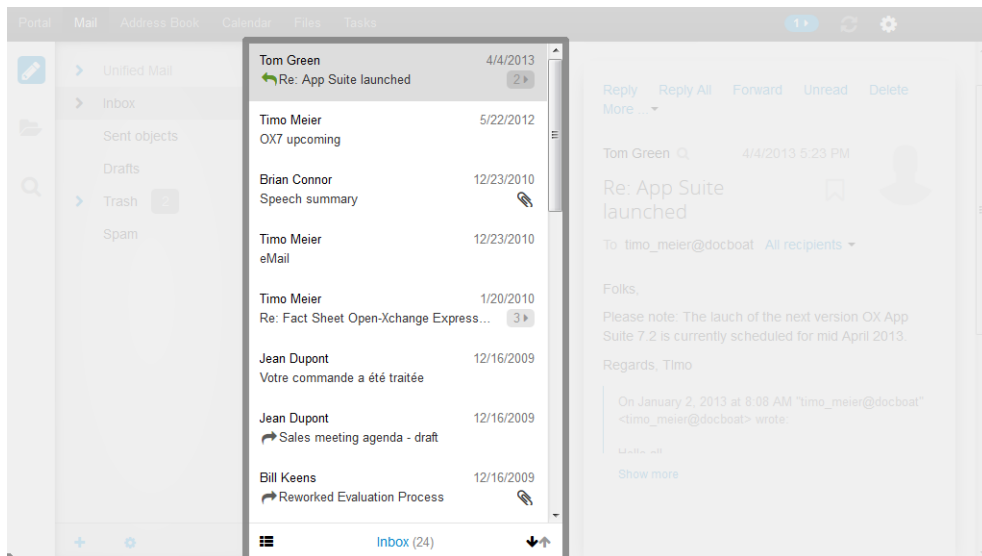 Portal Mail Address Book Calendar Files Tasks 1
Unified Mail
Inbox
Sent objects
Drafts
Trash 2
Spam
Tom Green 4/4/2013
Re: App Suite launched 2
Timo Meier 5/22/2012
OX7 upcoming
Brian Connor 12/23/2010
Speech summary
Timo Meier 12/23/2010
eMail
Timo Meier 1/20/2010
Re: Fact Sheet Open-Xchange Express... 3
Jean Dupont 12/16/2009
Votre commande a été traitée
Jean Dupont 12/16/2009
Sales meeting agenda - draft
Bill Keens 12/16/2009
Reworked Evaluation Process
Inbox (24)
Reply Reply All Forward Unread Delete
More ...
Tom Green 4/4/2013 5:23 PM
Re: App Suite
launched
To timo_meier@docboat All recipients
Folks,
Please note: The lauch of the next version OX App
Suite 7.2 is currently scheduled for mid April 2013.
Regards, Timo
On January 2, 2013 at 8:08 AM "timo_meier@docboat"
<timo_meier@docboat> wrote:
Hello all
Show more